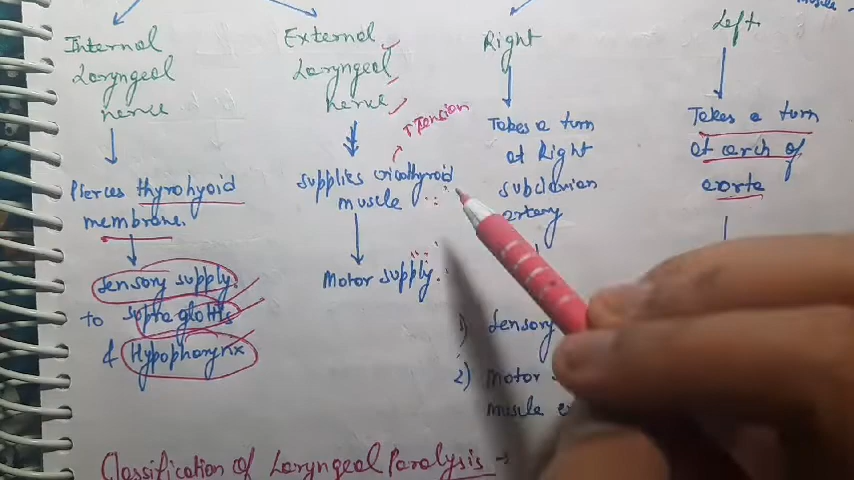 Internal
Laryngeal
nerve
Pierces thyrohyoid
membrane.
Sensory supply
to supraglottis
& Hypopharynx
External
Laryngeal
nerve
↑Tension
supplies cricothyroid
muscle
Motor supply.
Right
Takes a turn
at Right
subclavian
artery
1) Sensory
2) Motor
muscle
Left
Takes a turn
at arch of
aorta
Muscle
Classification of Laryngeal Paralysis